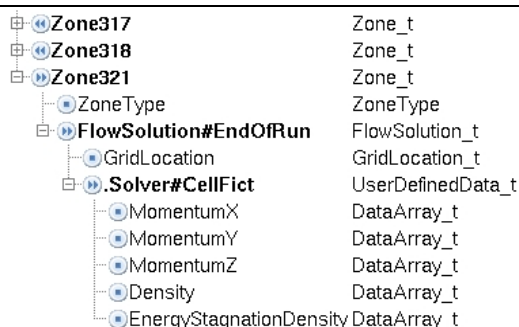 Zone317 Zone_t
Zone318 Zone_t
Zone321 Zone_t
ZoneType ZoneType
FlowSolution#EndOfRun FlowSolution_t
GridLocation GridLocation_t
.Solver#CellFict UserDefinedData_t
MomentumX DataArray_t
MomentumY DataArray_t
MomentumZ DataArray_t
Density DataArray_t
EnergyStagnationDensity DataArray_t